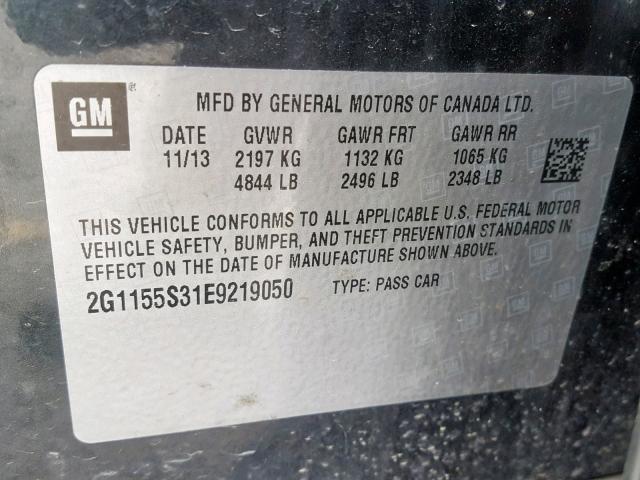 GM ®
MFD BY GENERAL MOTORS OF CANADA LTD.
DATE GVWR GAWR FRT GAWR RR
11/13 2197 KG 1132 KG 1065 KG
4844 LB 2496 LB 2348 LB
THIS VEHICLE CONFORMS TO ALL APPLICABLE U.S. FEDERAL MOTOR
VEHICLE SAFETY, BUMPER, AND THEFT PREVENTION STANDARDS IN
EFFECT ON THE DATE OF MANUFACTURE SHOWN ABOVE.
2G1155S31E9219050 TYPE: PASS CAR